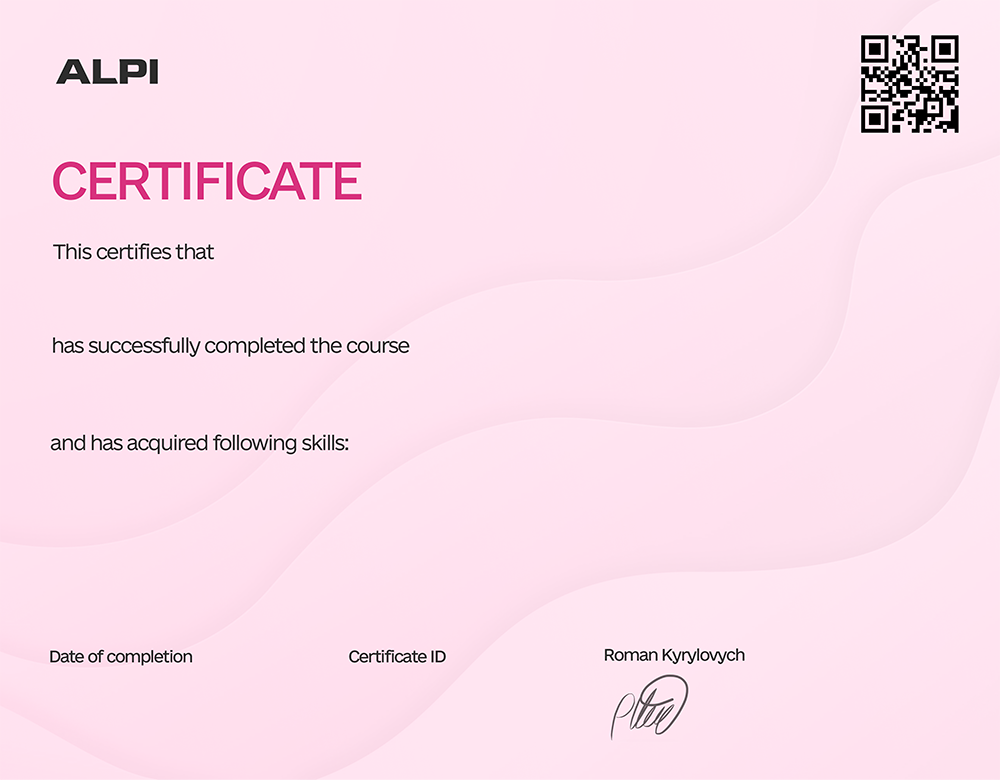 ALPI
CERTIFICATE
This certifies that
has successfully completed the course
and has acquired following skills:
Date of completion
Certificate ID
Roman Kyrylovych